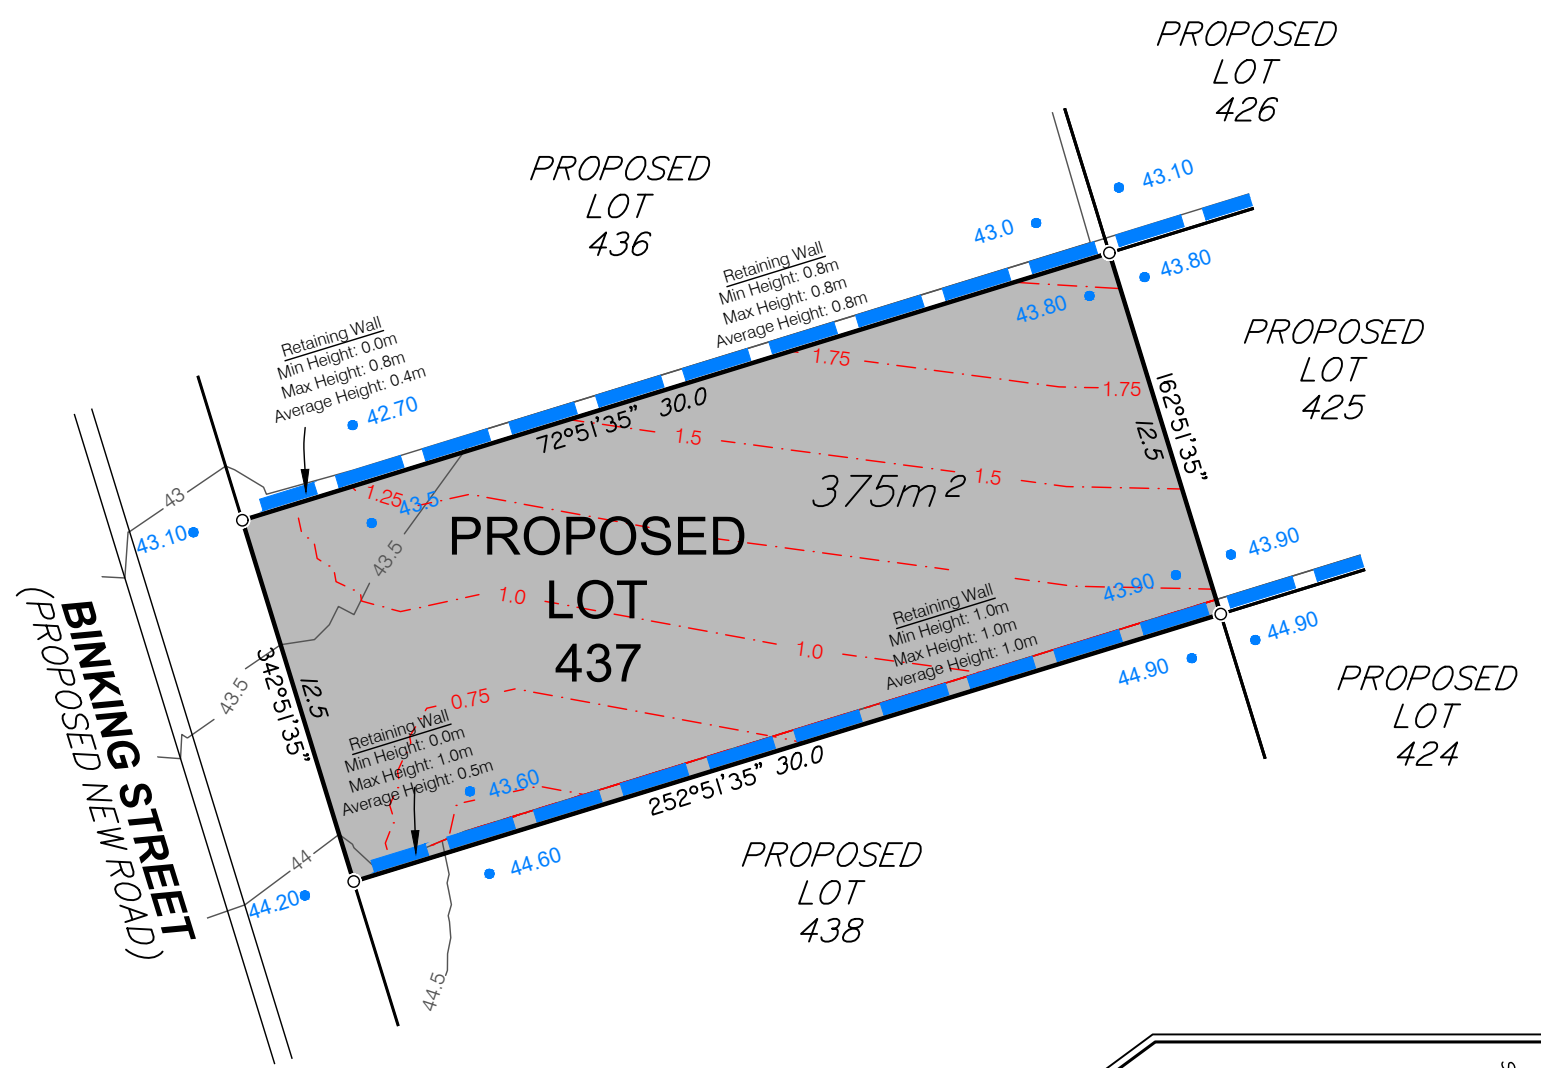 PROPOSED
LOT
426
PROPOSED
LOT
436
43.10
43.0
43.80
43.80
Retaining Wall
Min Height: 0.8m
Max Height: 0.8m
Average Height: 0.8m
Retaining Wall
Min Height: 0.0m
Max Height: 0.8m
Average Height: 0.4m
42.70
PROPOSED
LOT
425
1.75
1.75
162°51'35"
12.5
72°51'35" 30.0
1.5
1.5
375m²
1.25
43.5
43.5
43
43.10
PROPOSED
LOT
437
1.0
1.0
43.90
43.90
Retaining Wall
Min Height: 1.0m
Max Height: 1.0m
Average Height: 1.0m
44.90
44.90
BINKING STREET
(PROPOSED NEW ROAD)
342°51'35"
12.5
43.5
0.75
Retaining Wall
Min Height: 0.0m
Max Height: 1.0m
Average Height: 0.5m
43.60
252°51'35" 30.0
PROPOSED
LOT
424
44
44.20
44.60
44.5
PROPOSED
LOT
438